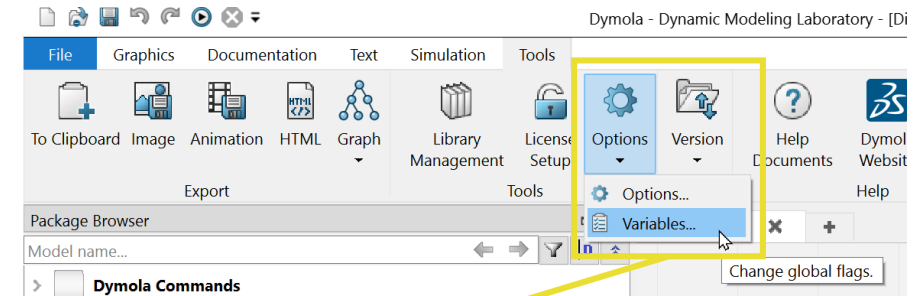 Dymola - Dynamic Modeling Laboratory - [Di
File Graphics Documentation Text Simulation Tools
HTML
To Clipboard Image Animation HTML Graph Library Management License Setup Options Version Help Documents Dymol Websit
Export Tools Help
Options...
Package Browser
Variables...
Model name...
Change global flags.
Dymola Commands